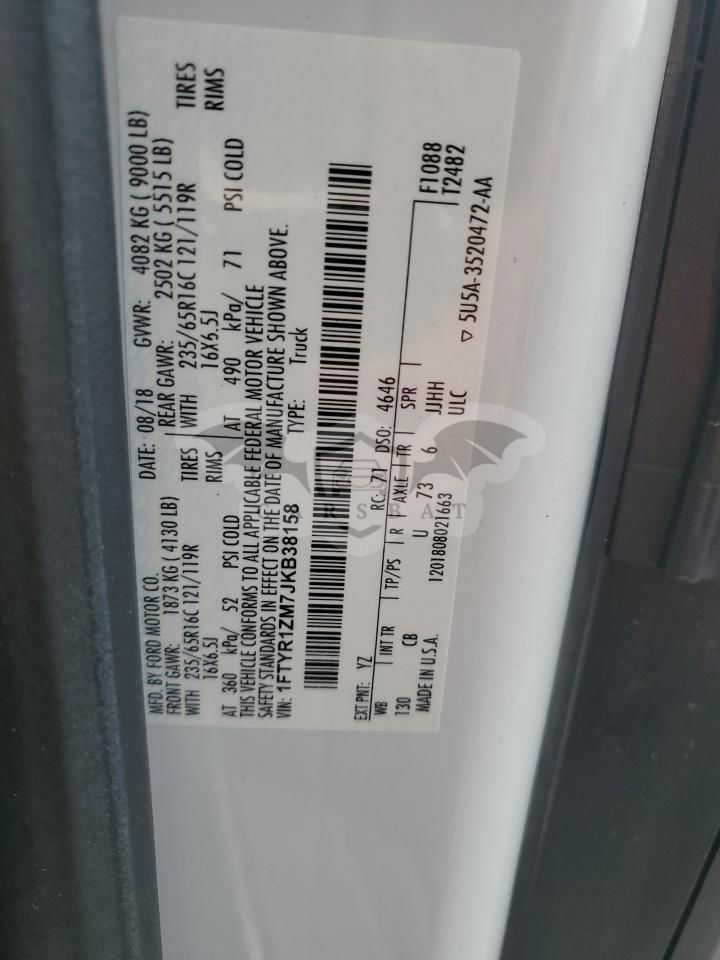 MFD. BY FORD MOTOR CO. DATE: 08/18 GVWR: 4082 KG ( 9000 LB)
FRONT GAWR: 1873 KG ( 4130 LB) REAR GAWR: 2502 KG ( 5515 LB)
WITH 235/65R16C 121/119R TIRES WITH 235/65R16C 121/119R TIRES
16X6.5J RIMS 16X6.5J RIMS
AT 360 kPa/ 52 PSI COLD AT 490 kPa/ 71 PSI COLD
THIS VEHICLE CONFORMS TO ALL APPLICABLE FEDERAL MOTOR VEHICLE
SAFETY STANDARDS IN EFFECT ON THE DATE OF MANUFACTURE SHOWN ABOVE.
VIN: 1FTYR1ZM7JKB38158 TYPE: Truck
EXT PNT: YZ RC: 71 DSO: 4646
WB INT TR TP/PS R AXLE TR SPR F1088
130 CB U 73 6 JJHH T2482
MADE IN U.S.A. 1201808021663 ULC
▽ 5U5A-3520472-AA